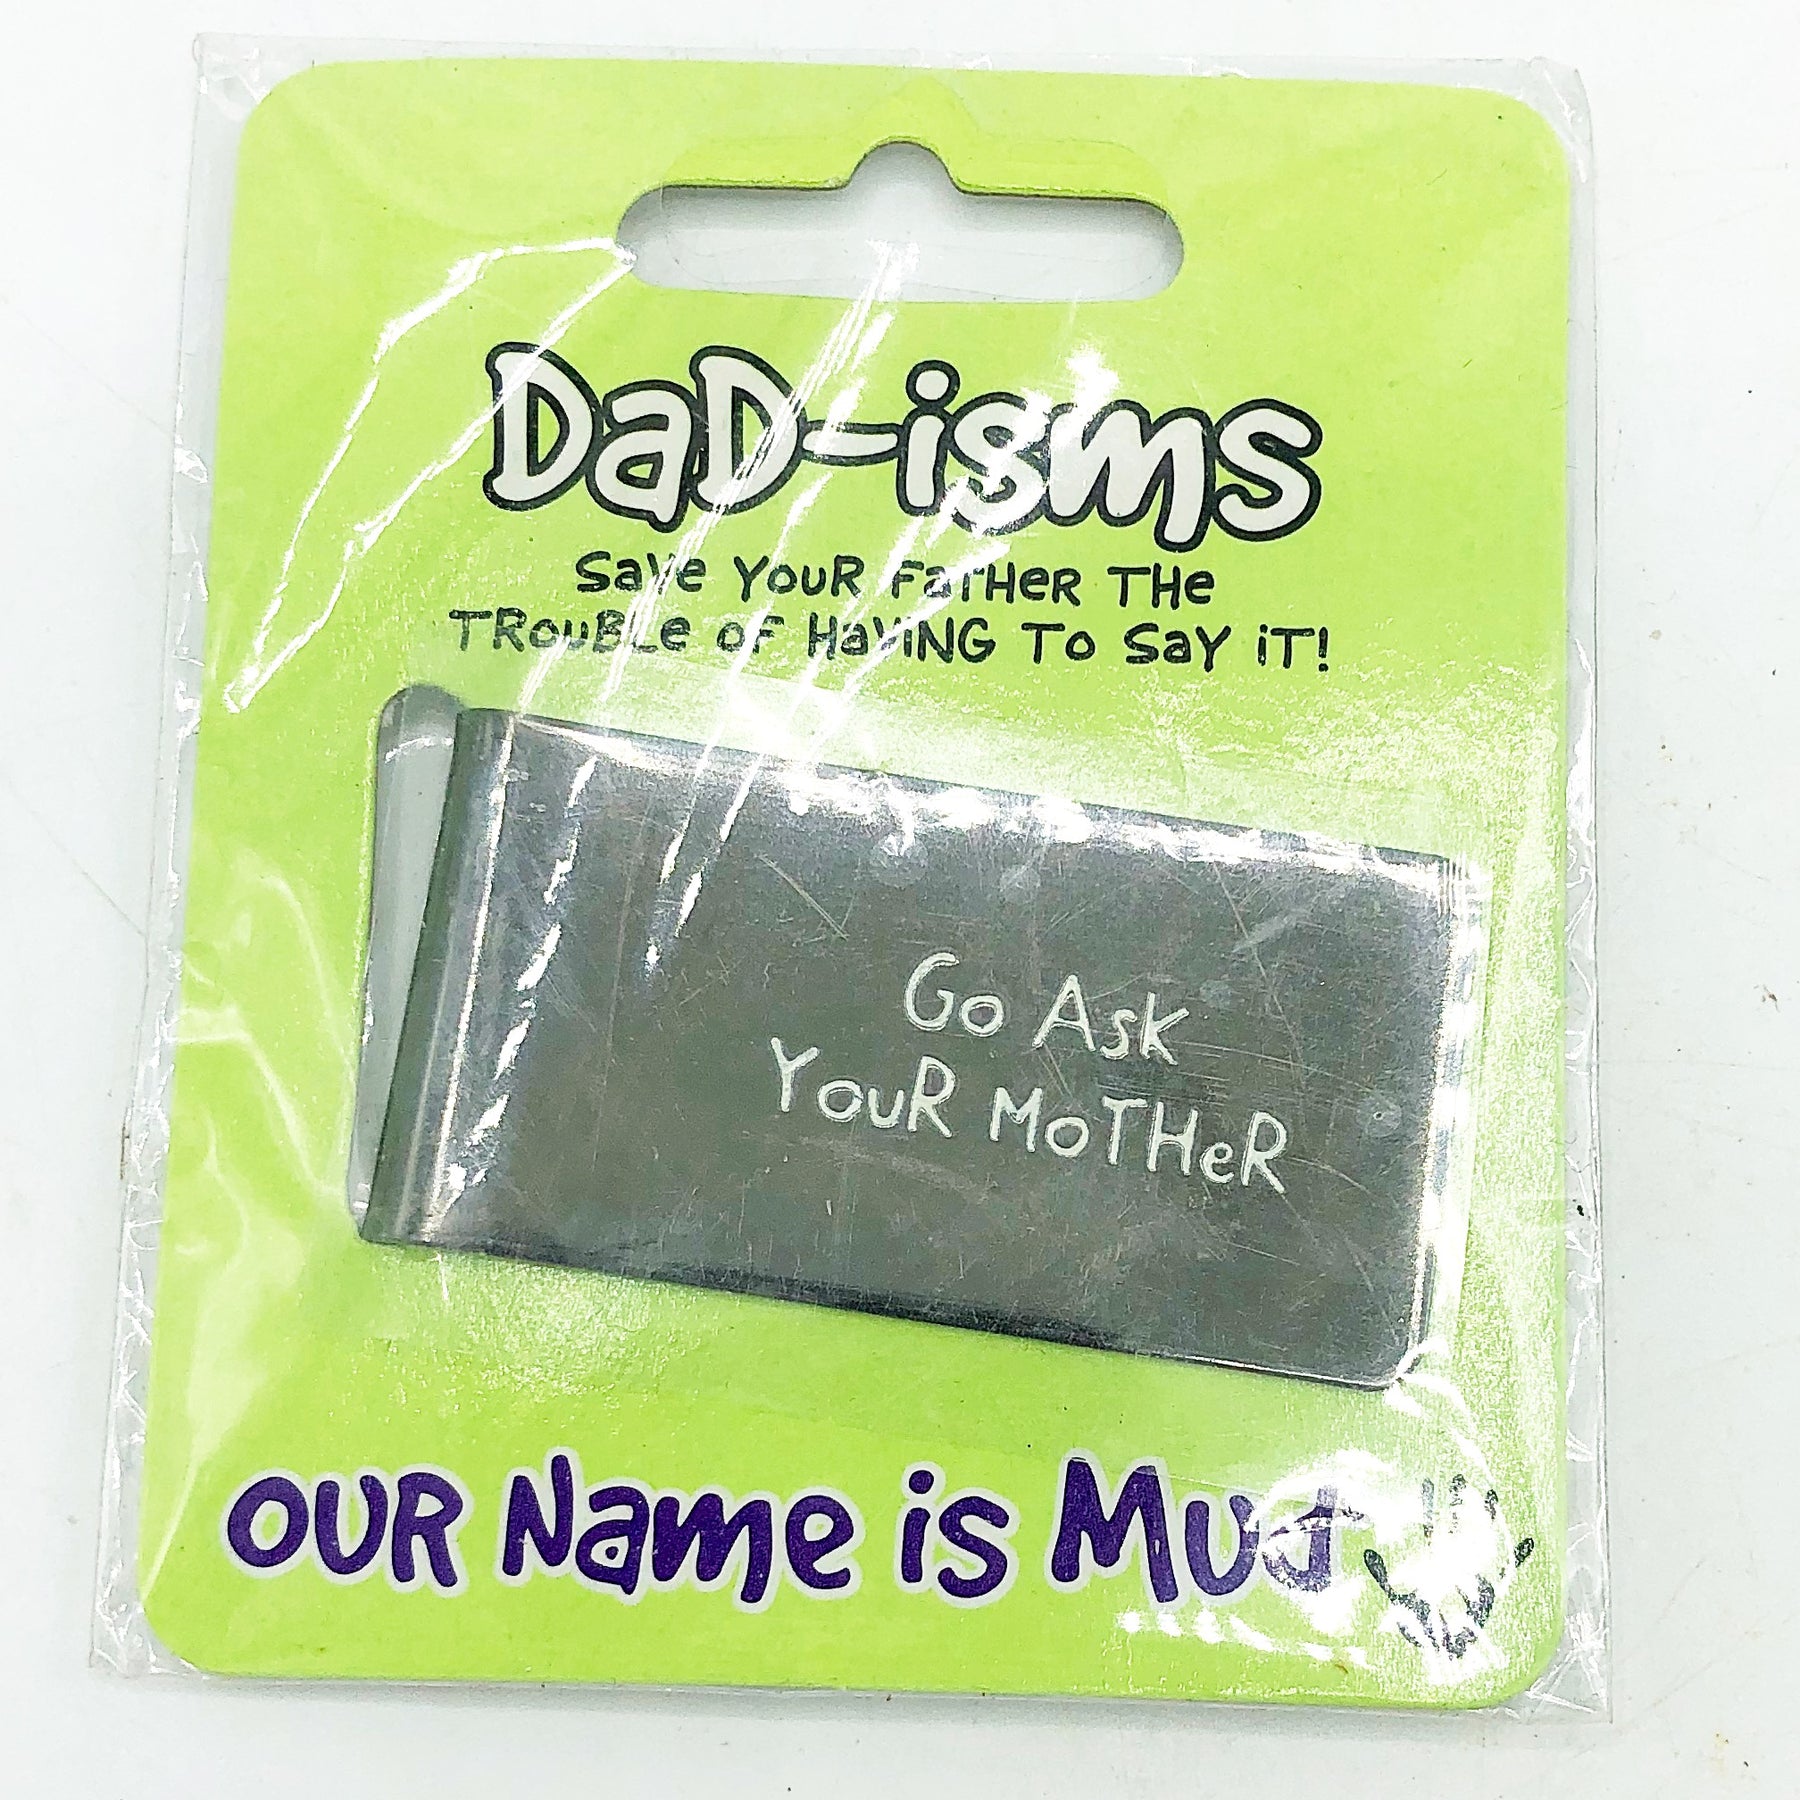 DaD-isms
Save YouR FaTHeR THe
TRouBLe oF HaViNG To SaY iT!
Go Ask
YouR MoTHeR
OUR Name is Mud